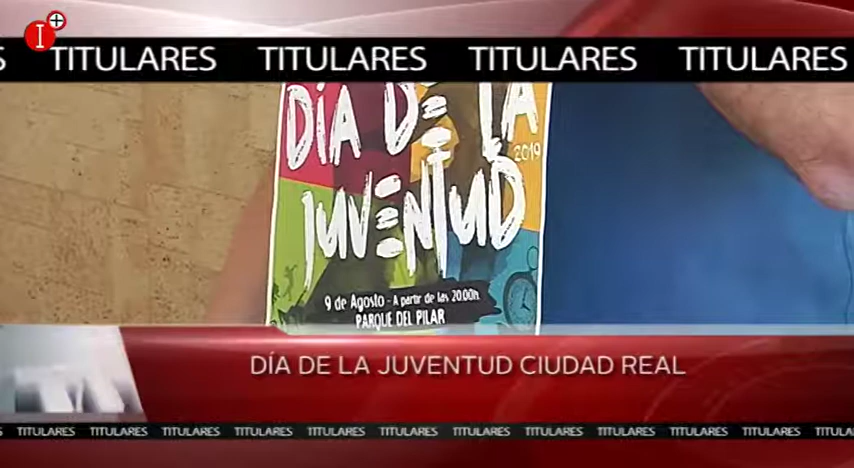 I+
TITULARES TITULARES TITULARES TITULARES
DÍA DE LA
2019
JUVENTUD
9 de Agosto - A partir de las 20:00h.
PARQUE DEL PILAR
DÍA DE LA JUVENTUD CIUDAD REAL
TITULARES TITULARES TITULARES TITULARES TITULARES TITULARES TITULARES TITULARES TITULARES TITULARES TITULARES TITULA